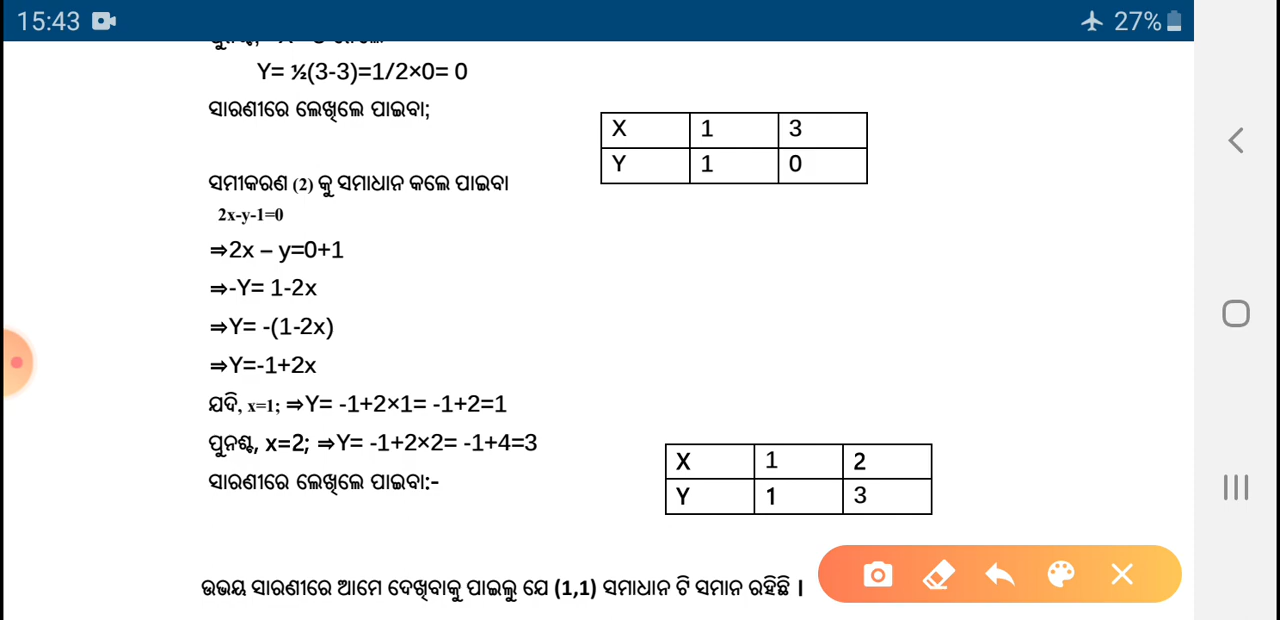 15:43 27%
Y= ½(3-3)=1/2×0= 0
ସାରଣୀରେ ଲେଖିଲେ ପାଇବା;
X 1 3
Y 1 0
ସମୀକରଣ (2) କୁ ସମାଧାନ କଲେ ପାଇବା
2x-y-1=0
⇒2x – y=0+1
⇒-Y= 1-2x
⇒Y= -(1-2x)
⇒Y=-1+2x
ଯଦି, x=1; ⇒Y= -1+2×1= -1+2=1
ପୁନଶ୍ଚ, x=2; ⇒Y= -1+2×2= -1+4=3
ସାରଣୀରେ ଲେଖିଲେ ପାଇବା:-
X 1 2
Y 1 3
ଉଭୟ ସାରଣୀରେ ଆମେ ଦେଖିବାକୁ ପାଇଲୁ ଯେ (1,1) ସମାଧାନ ଟି ସମାନ ରହିଛି ।